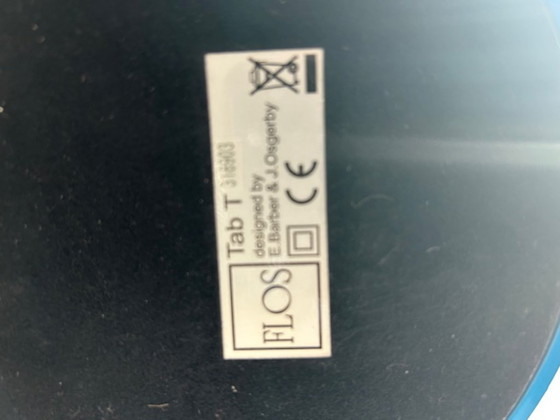 FLOS
Tab T 316903
designed by
E.Barber & J.Osgerby
CE